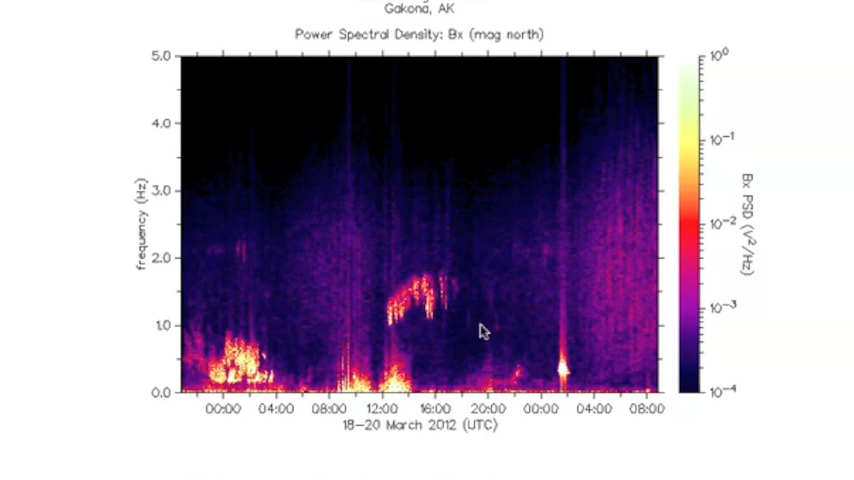 Gakona, AK
Power Spectral Density: Bx (mag north)
5.0
4.0
3.0
2.0
1.0
0.0
frequency (Hz)
00:00 04:00 08:00 12:00 16:00 20:00 00:00 04:00 08:00
18-20 March 2012 (UTC)
10⁰
10⁻¹
10⁻²
10⁻³
10⁻⁴
Bx PSD (V²/Hz)